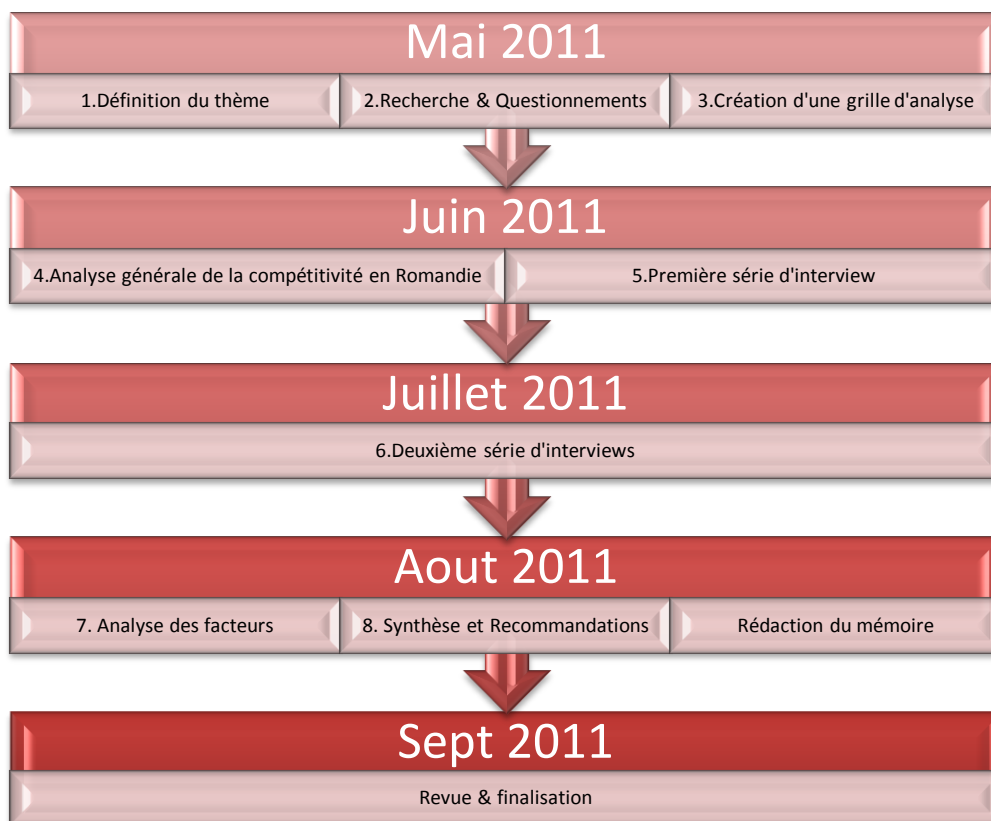 Mai 2011
1.Définition du thème
2.Recherche & Questionnements
3.Création d'une grille d'analyse
Juin 2011
4.Analyse générale de la compétitivité en Romandie
5.Première série d'interview
Juillet 2011
6.Deuxième série d'interviews
Aout 2011
7. Analyse des facteurs
8. Synthèse et Recommandations
Rédaction du mémoire
Sept 2011
Revue & finalisation